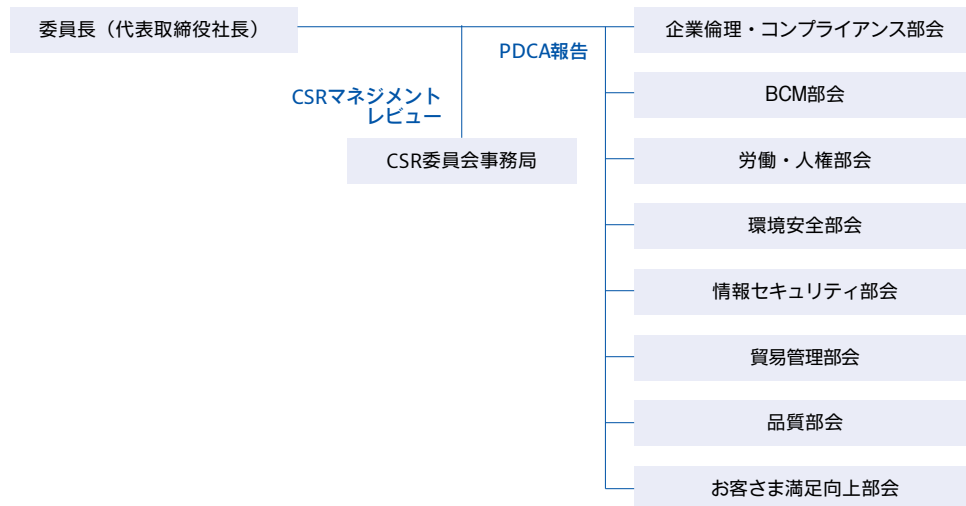 委員長（代表取締役社長）
企業倫理・コンプライアンス部会
PDCA報告
BCM部会
CSRマネジメント
レビュー
CSR委員会事務局
労働・人権部会
環境安全部会
情報セキュリティ部会
貿易管理部会
品質部会
お客さま満足向上部会